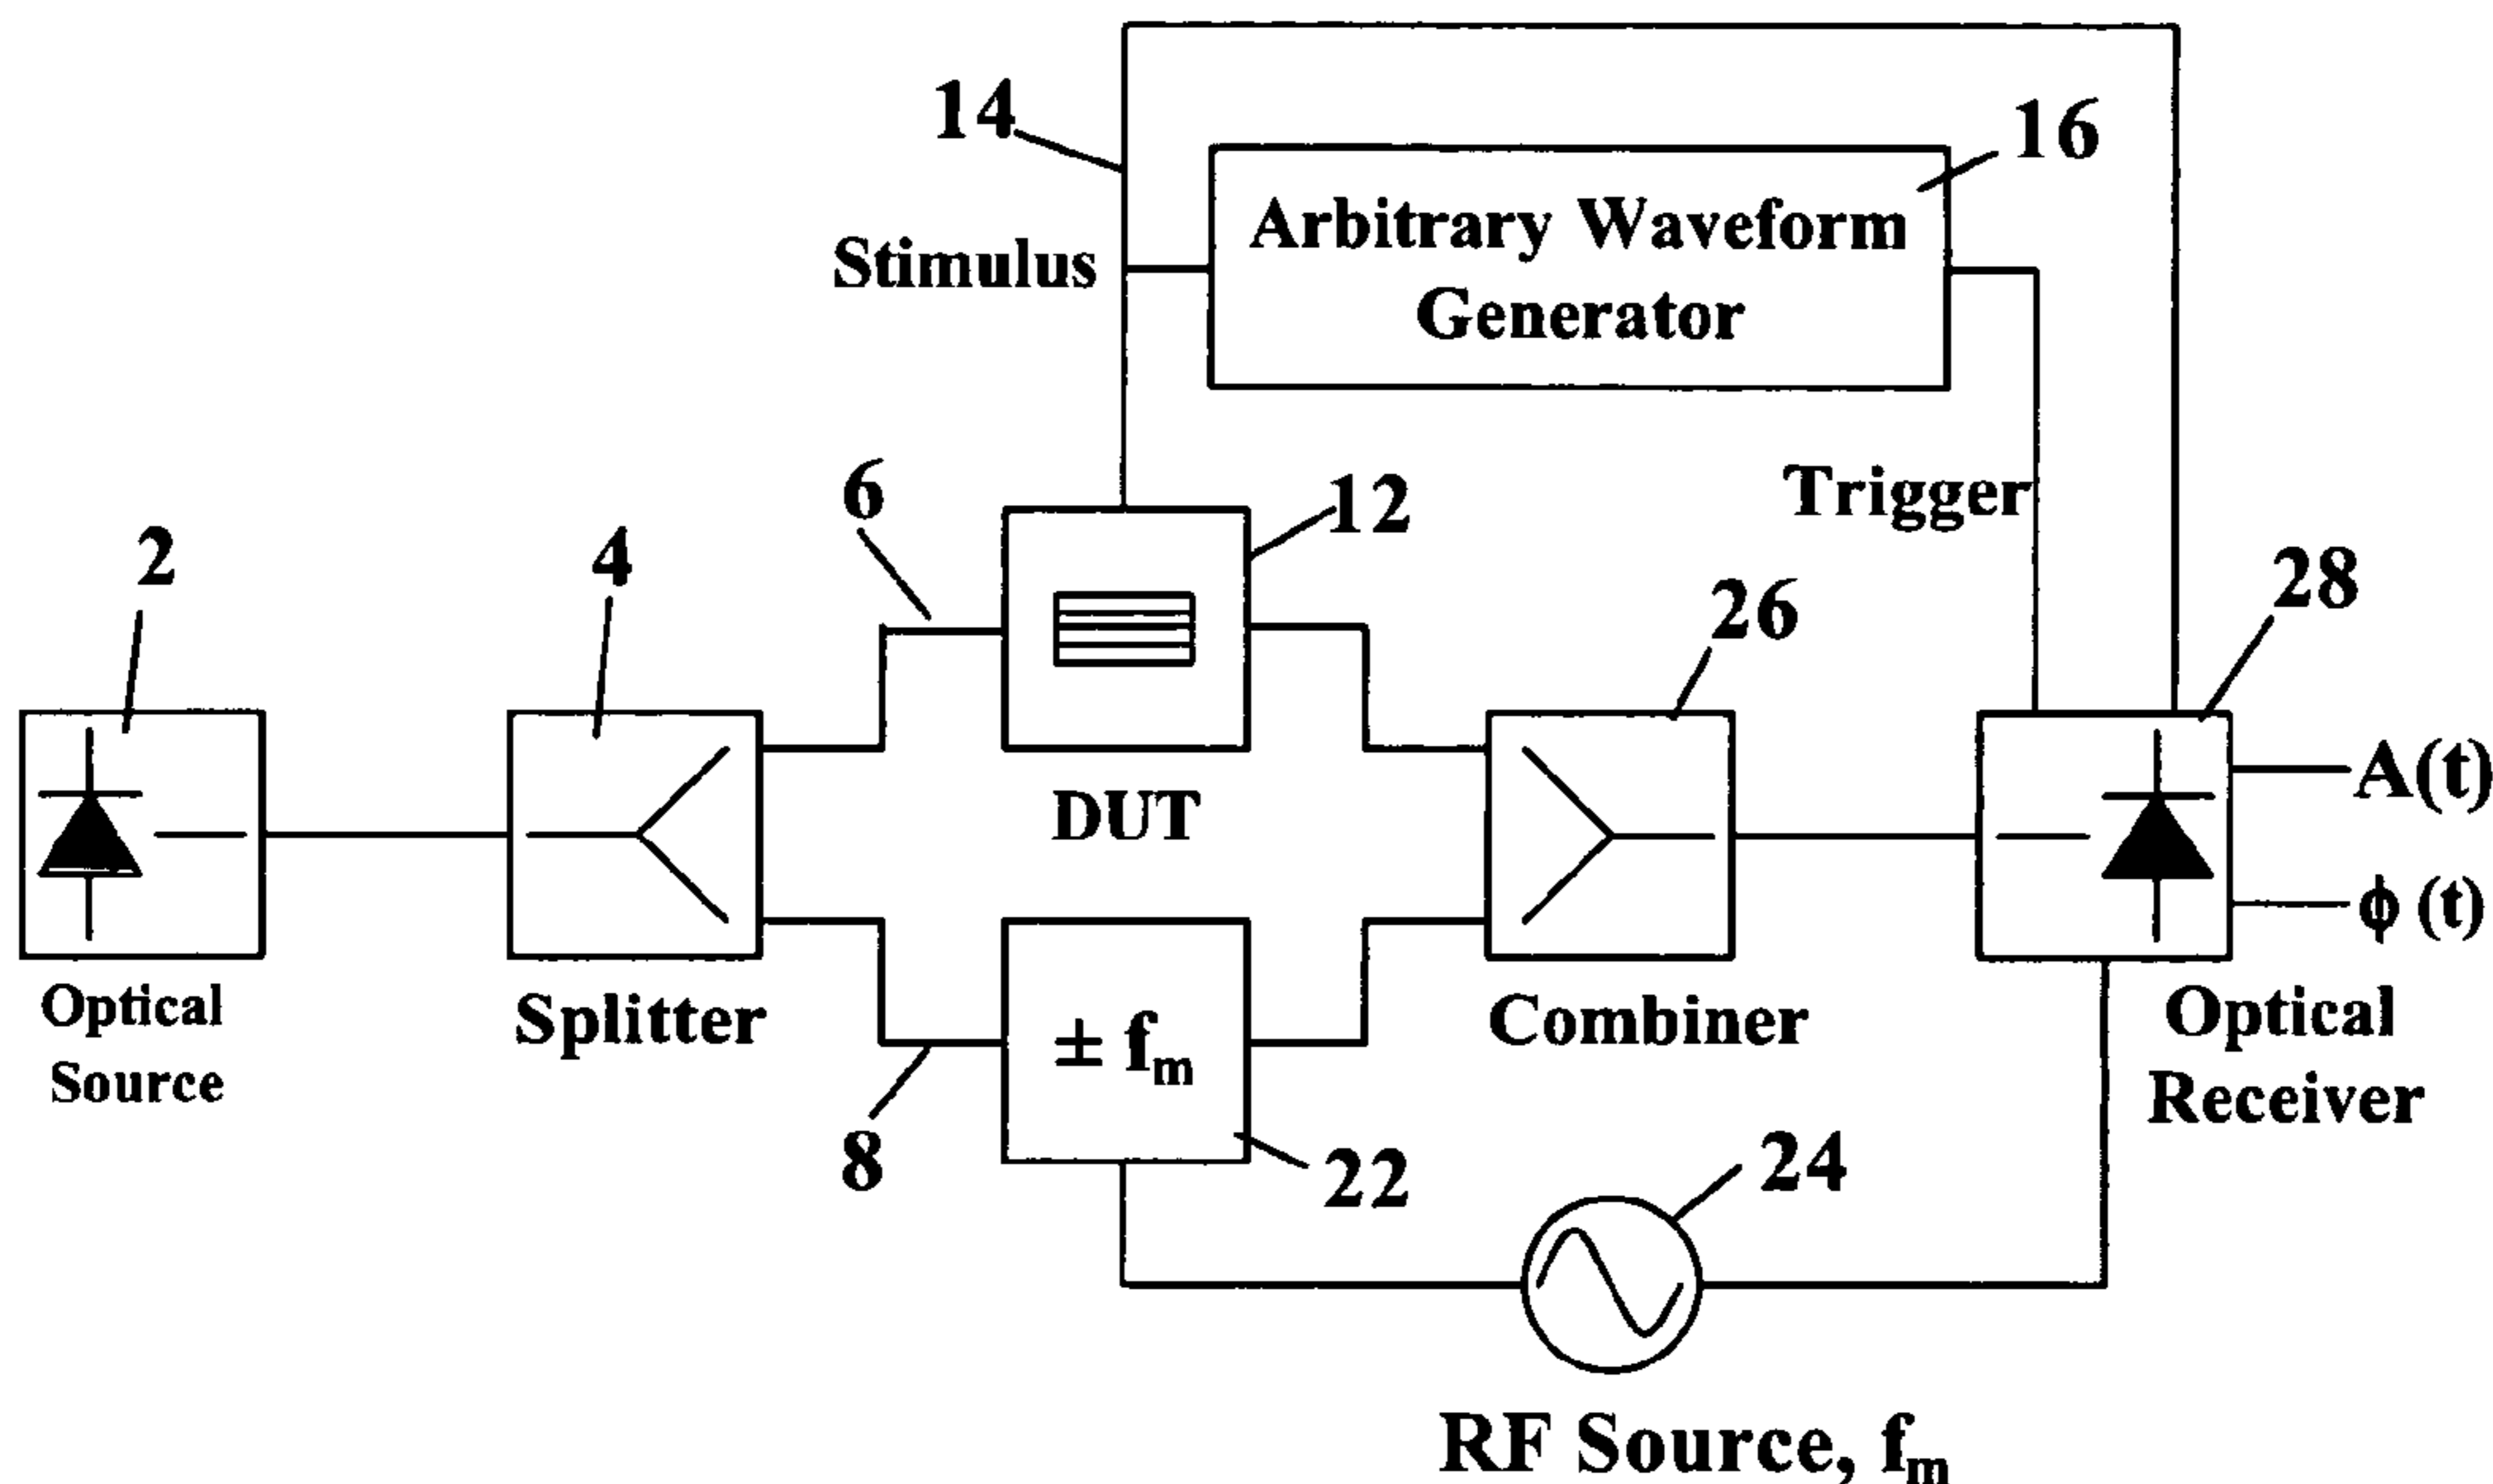 14
16
Arbitrary Waveform
Generator
Stimulus
6
12
Trigger
2
4
26
28
A(t)
DUT
ϕ (t)
Optical
Source
Splitter
± fm
Combiner
Optical
Receiver
8
22
24
RF Source, fm